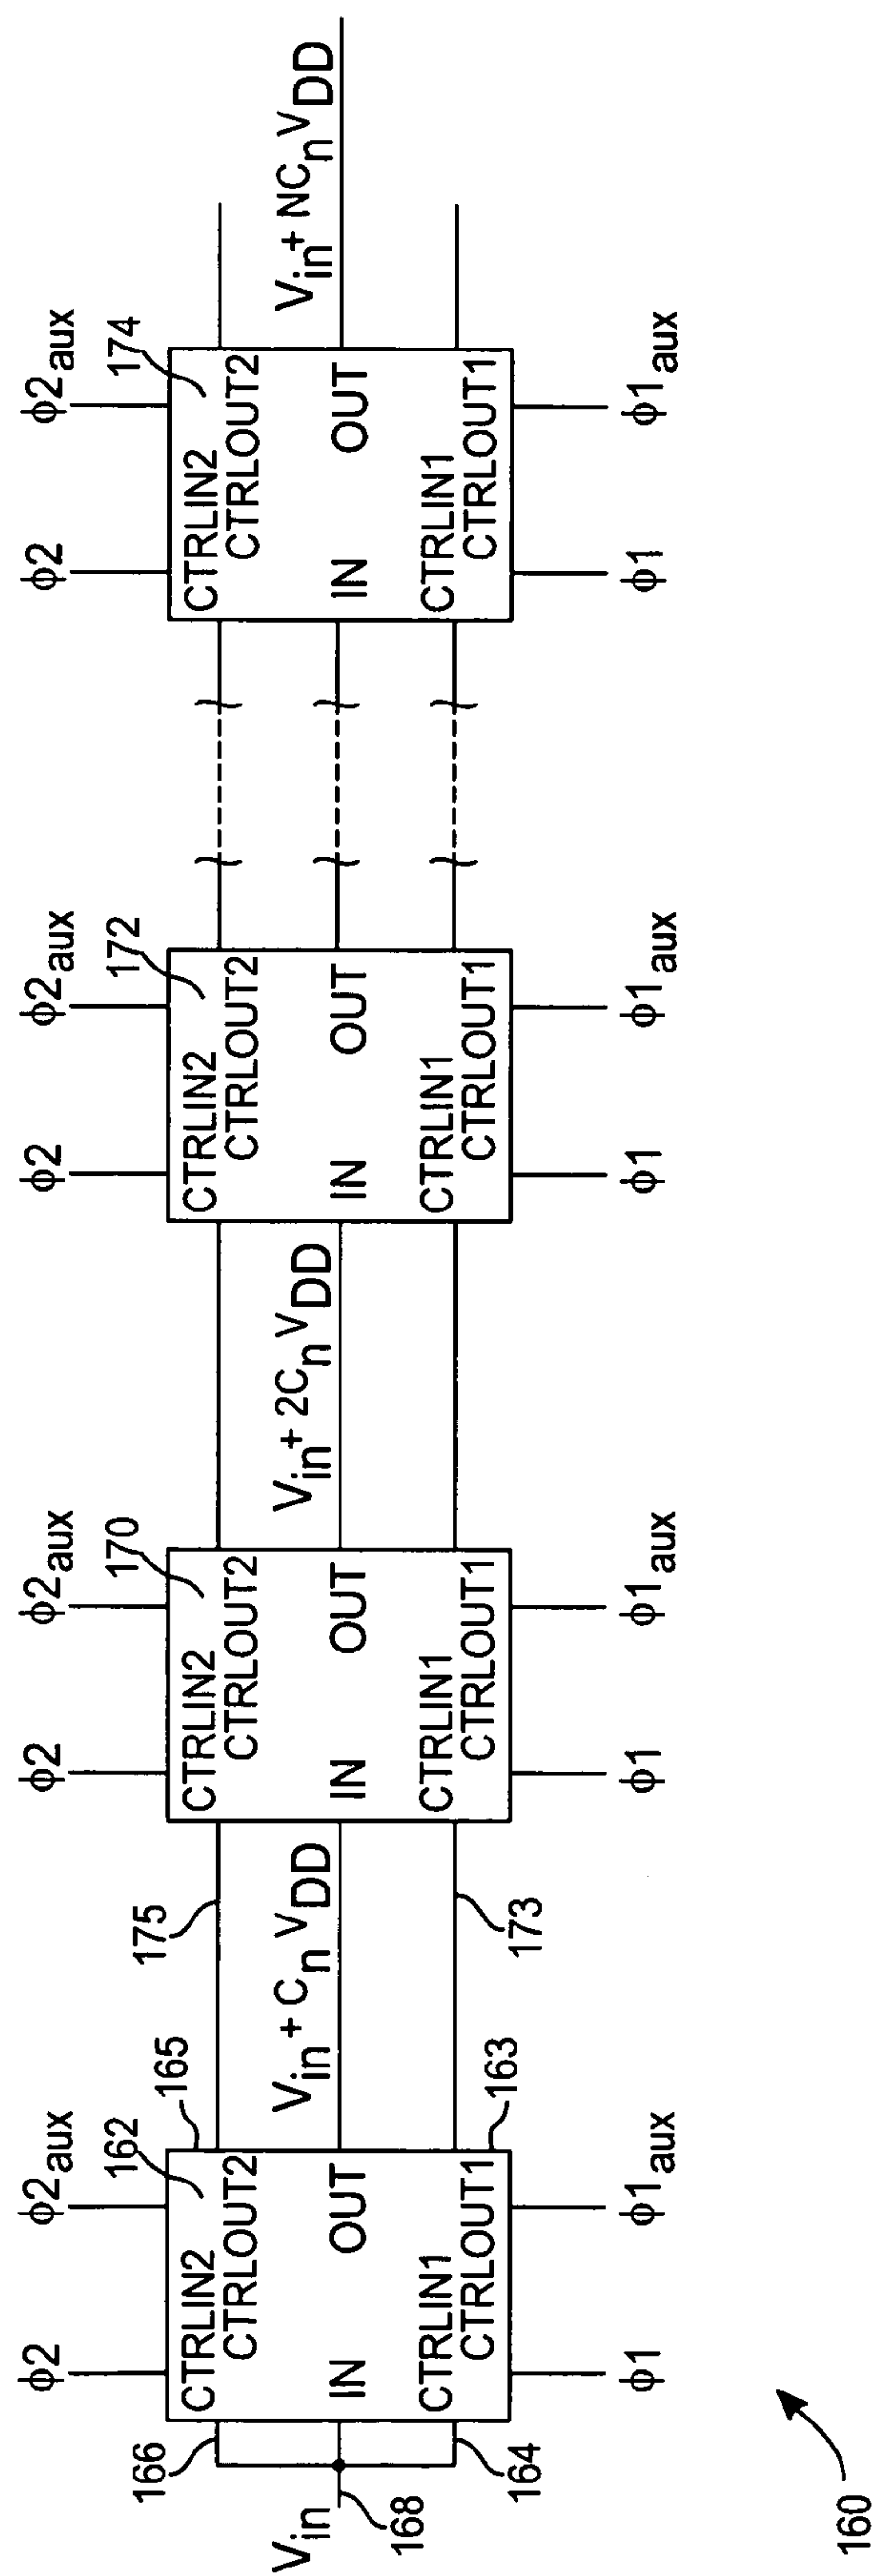 ϕ2 ϕ2aux ϕ2 ϕ2aux ϕ2 ϕ2aux ϕ2 ϕ2aux
162 165 175 170 172 174
166
CTRLIN2 CTRLIN2 CTRLIN2 CTRLIN2
CTRLOUT2 CTRLOUT2 CTRLOUT2 CTRLOUT2
Vin Vin + CnVDD Vin + 2CnVDD Vin + NCnVDD
IN OUT IN OUT IN OUT IN OUT
168
CTRLIN1 CTRLIN1 CTRLIN1 CTRLIN1
CTRLOUT1 CTRLOUT1 CTRLOUT1 CTRLOUT1
164 163 173
ϕ1 ϕ1aux ϕ1 ϕ1aux ϕ1 ϕ1aux ϕ1 ϕ1aux
160